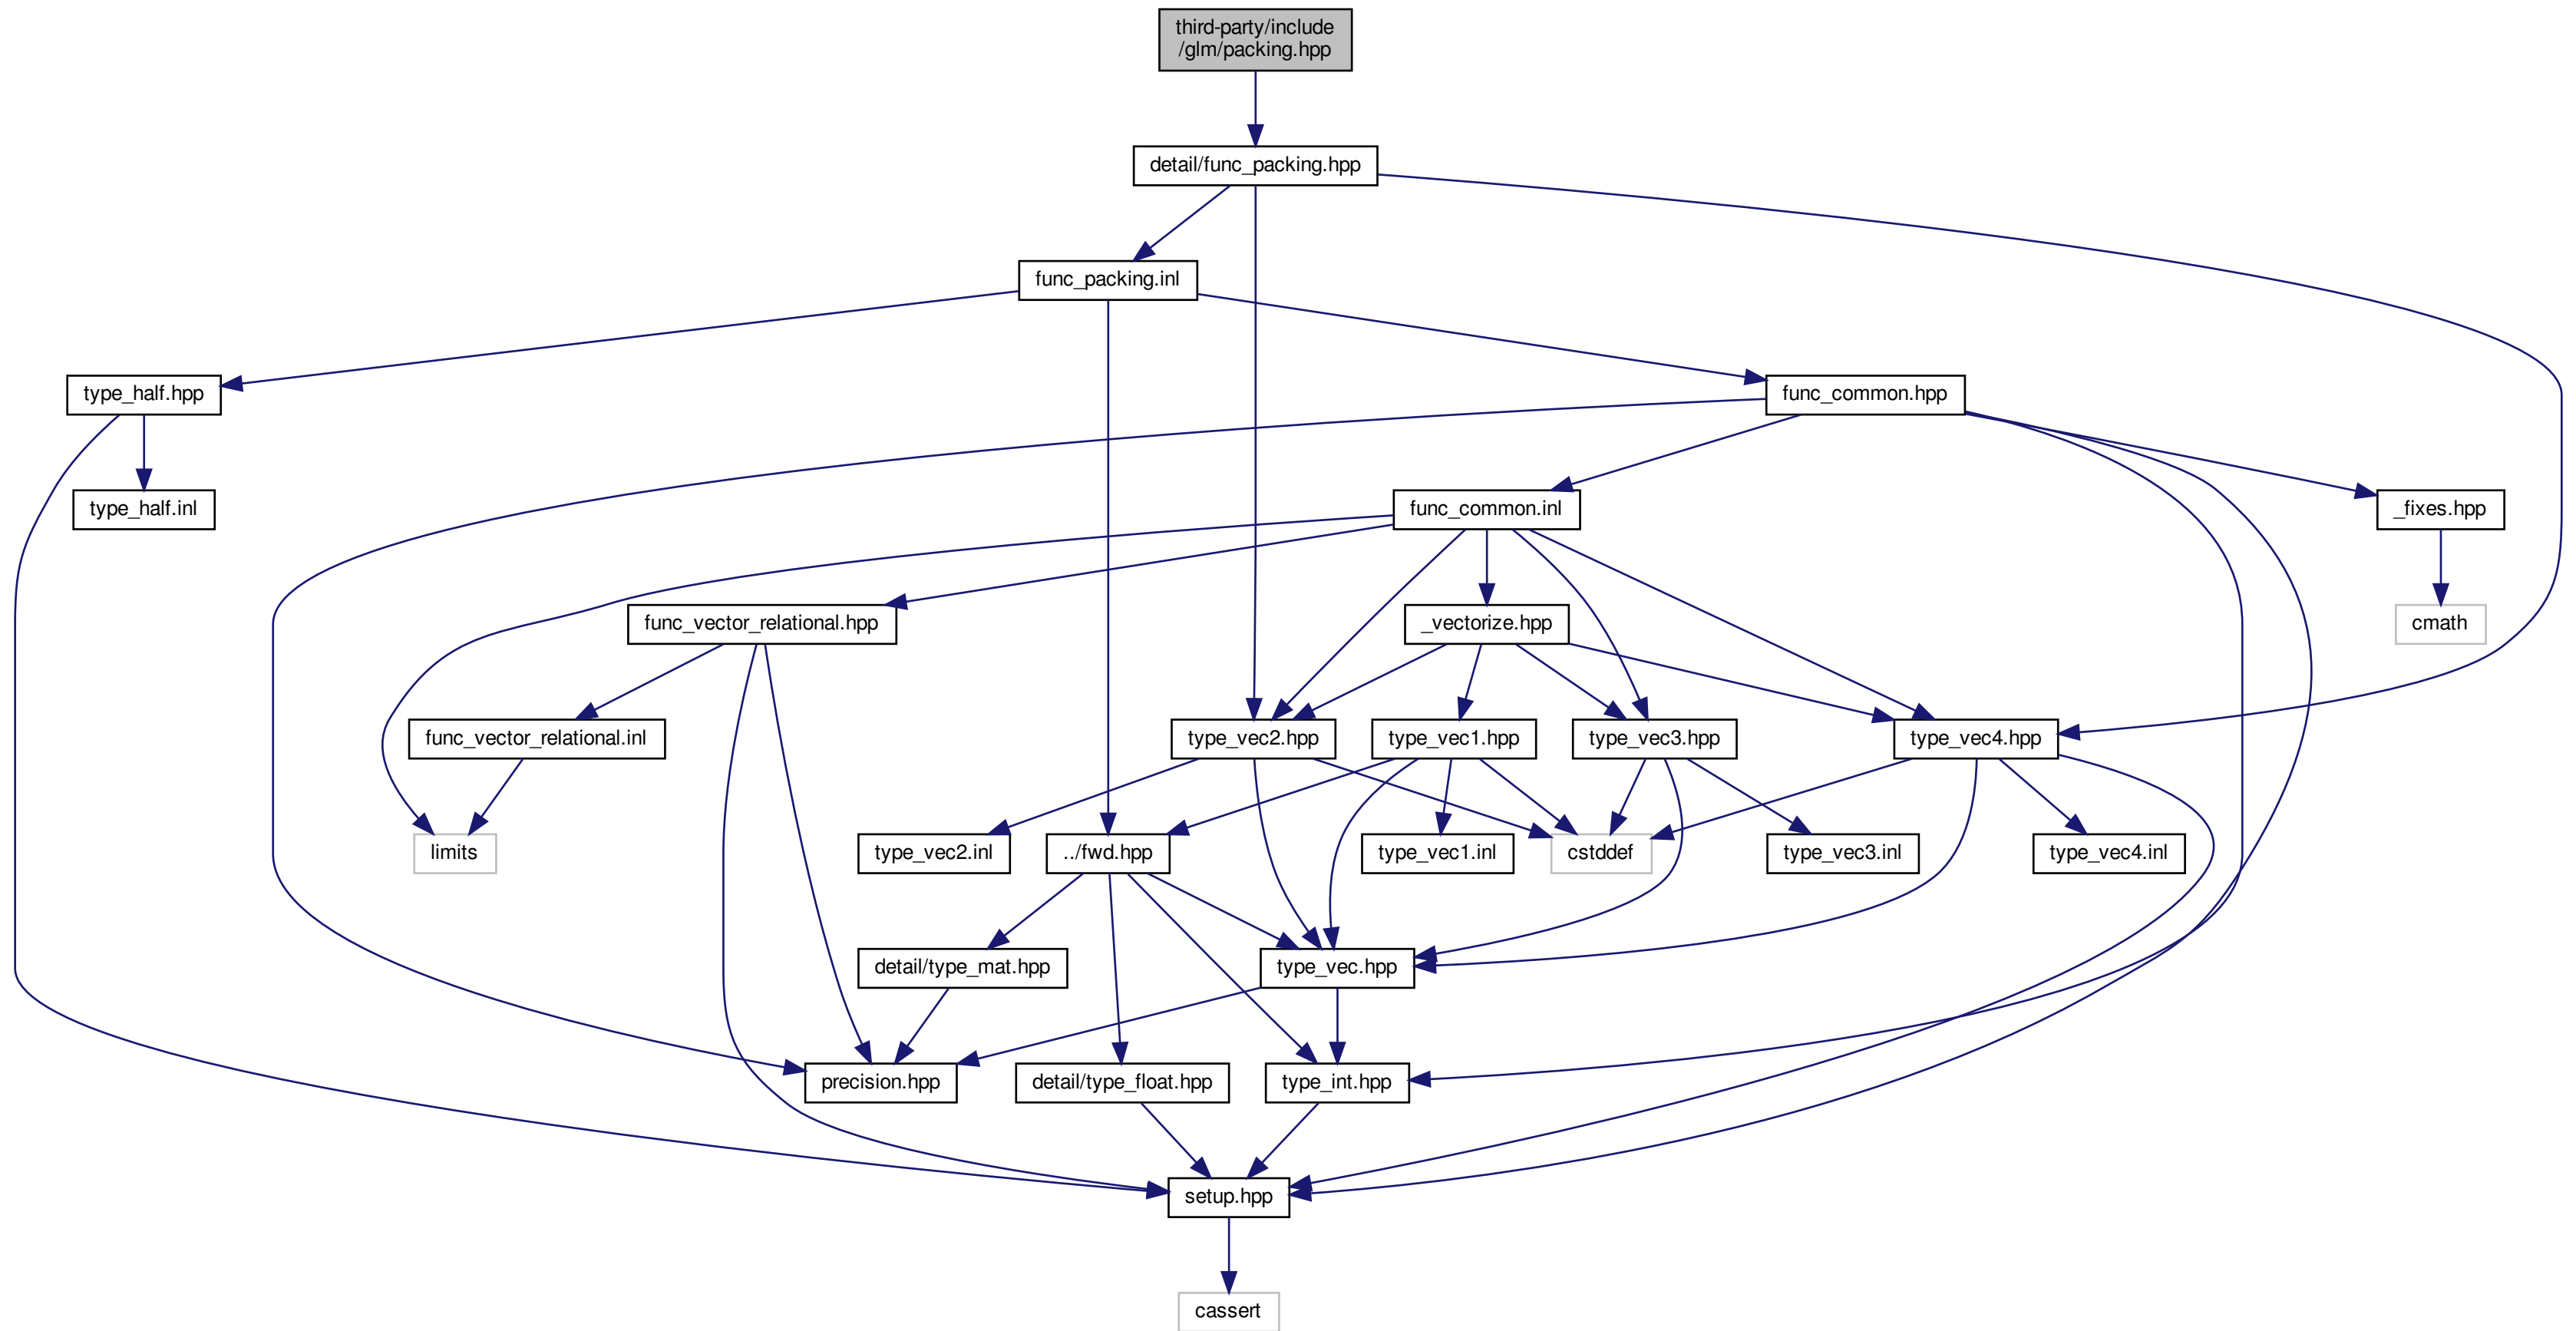 third-party/include
/glm/packing.hpp
detail/func_packing.hpp
func_packing.inl
type_half.hpp
func_common.hpp
type_half.inl
func_common.inl
_fixes.hpp
func_vector_relational.hpp
_vectorize.hpp
cmath
func_vector_relational.inl
type_vec2.hpp
type_vec1.hpp
type_vec3.hpp
type_vec4.hpp
limits
type_vec2.inl
../fwd.hpp
type_vec1.inl
cstddef
type_vec3.inl
type_vec4.inl
detail/type_mat.hpp
type_vec.hpp
precision.hpp
detail/type_float.hpp
type_int.hpp
setup.hpp
cassert